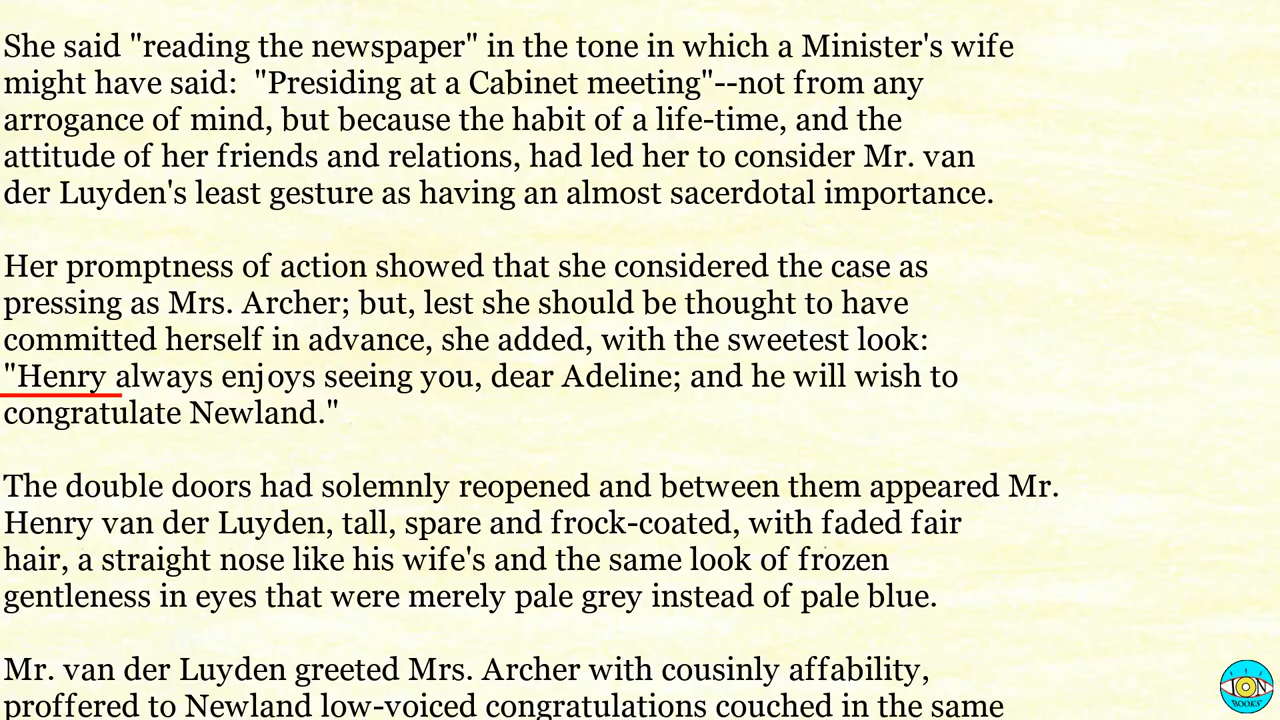 She said "reading the newspaper" in the tone in which a Minister's wife
might have said:  "Presiding at a Cabinet meeting"--not from any
arrogance of mind, but because the habit of a life-time, and the
attitude of her friends and relations, had led her to consider Mr. van
der Luyden's least gesture as having an almost sacerdotal importance.
Her promptness of action showed that she considered the case as
pressing as Mrs. Archer; but, lest she should be thought to have
committed herself in advance, she added, with the sweetest look:
"Henry always enjoys seeing you, dear Adeline; and he will wish to
congratulate Newland."
The double doors had solemnly reopened and between them appeared Mr.
Henry van der Luyden, tall, spare and frock-coated, with faded fair
hair, a straight nose like his wife's and the same look of frozen
gentleness in eyes that were merely pale grey instead of pale blue.
Mr. van der Luyden greeted Mrs. Archer with cousinly affability,
proffered to Newland low-voiced congratulations couched in the same
ION
BOOKS